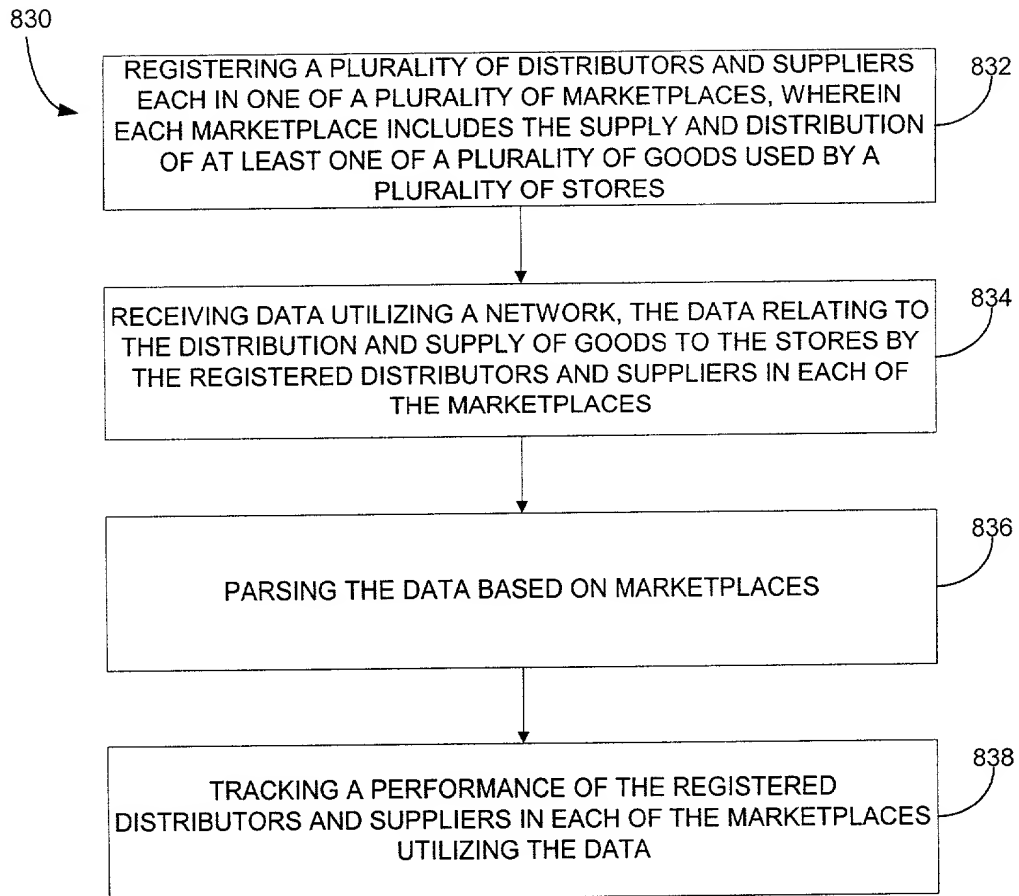 830
REGISTERING A PLURALITY OF DISTRIBUTORS AND SUPPLIERS
EACH IN ONE OF A PLURALITY OF MARKETPLACES, WHEREIN
EACH MARKETPLACE INCLUDES THE SUPPLY AND DISTRIBUTION
OF AT LEAST ONE OF A PLURALITY OF GOODS USED BY A
PLURALITY OF STORES
832
RECEIVING DATA UTILIZING A NETWORK, THE DATA RELATING TO
THE DISTRIBUTION AND SUPPLY OF GOODS TO THE STORES BY
THE REGISTERED DISTRIBUTORS AND SUPPLIERS IN EACH OF
THE MARKETPLACES
834
PARSING THE DATA BASED ON MARKETPLACES
836
TRACKING A PERFORMANCE OF THE REGISTERED
DISTRIBUTORS AND SUPPLIERS IN EACH OF THE MARKETPLACES
UTILIZING THE DATA
838